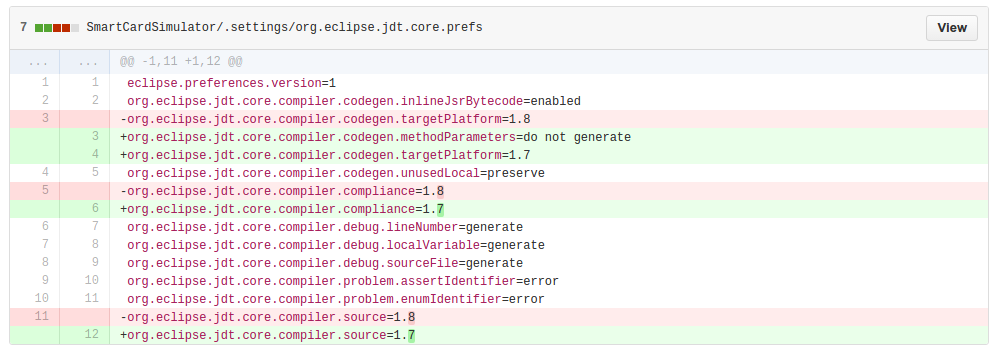 7 SmartCardSimulator/.settings/org.eclipse.jdt.core.prefs View
... ... @@ -1,11 +1,12 @@
1 1 eclipse.preferences.version=1
2 2 org.eclipse.jdt.core.compiler.codegen.inlineJsrBytecode=enabled
3 -org.eclipse.jdt.core.compiler.codegen.targetPlatform=1.8
3 +org.eclipse.jdt.core.compiler.codegen.methodParameters=do not generate
4 +org.eclipse.jdt.core.compiler.codegen.targetPlatform=1.7
4 5 org.eclipse.jdt.core.compiler.codegen.unusedLocal=preserve
5 -org.eclipse.jdt.core.compiler.compliance=1.8
6 +org.eclipse.jdt.core.compiler.compliance=1.7
6 7 org.eclipse.jdt.core.compiler.debug.lineNumber=generate
7 8 org.eclipse.jdt.core.compiler.debug.localVariable=generate
8 9 org.eclipse.jdt.core.compiler.debug.sourceFile=generate
9 10 org.eclipse.jdt.core.compiler.problem.assertIdentifier=error
10 11 org.eclipse.jdt.core.compiler.problem.enumIdentifier=error
11 -org.eclipse.jdt.core.compiler.source=1.8
12 +org.eclipse.jdt.core.compiler.source=1.7